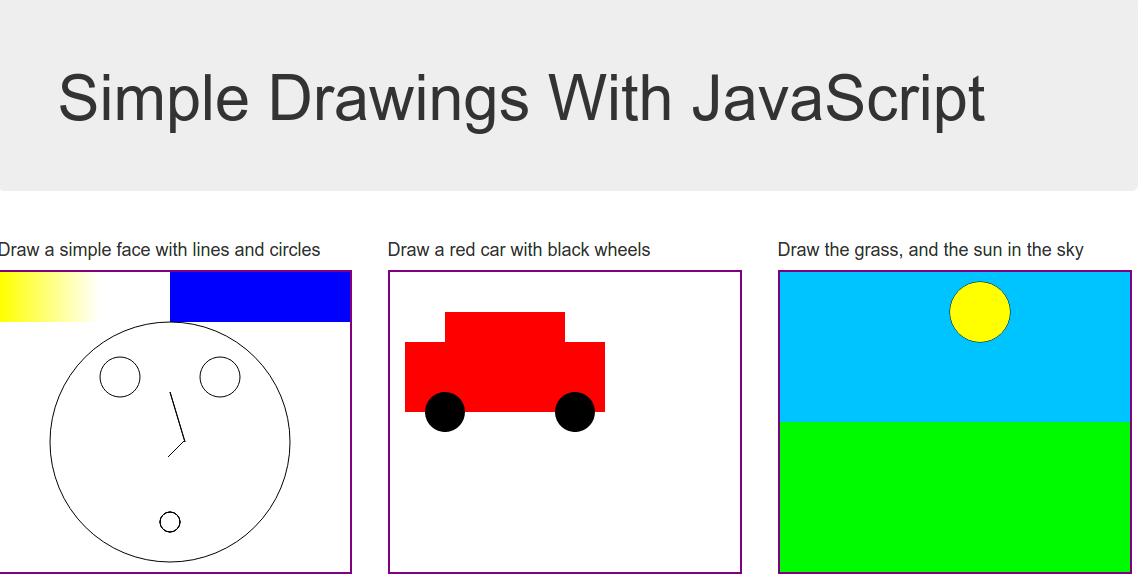 Simple Drawings With JavaScript
Draw a simple face with lines and circles
Draw a red car with black wheels
Draw the grass, and the sun in the sky